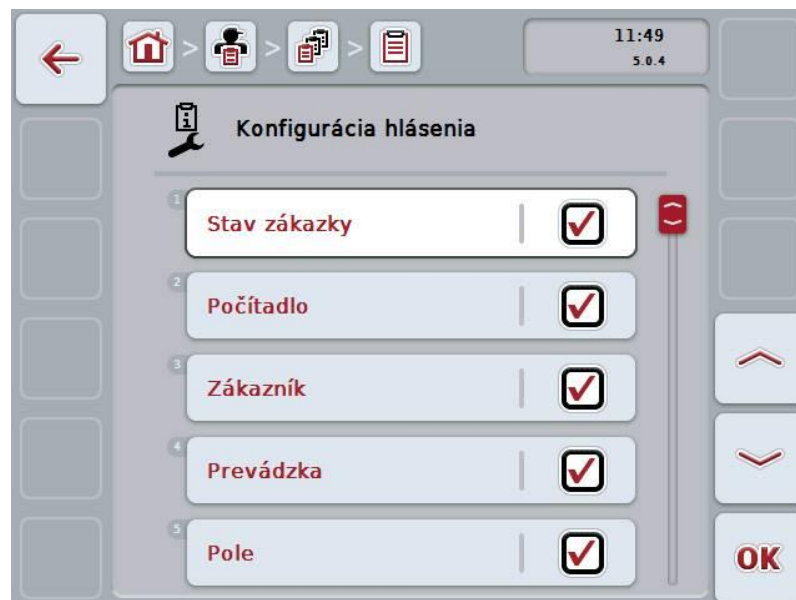 > > >
11:49
5.0.4
Konfigurácia hlásenia
1
Stav zákazky
2
Počítadlo
3
Zákazník
4
Prevádzka
5
Pole
OK